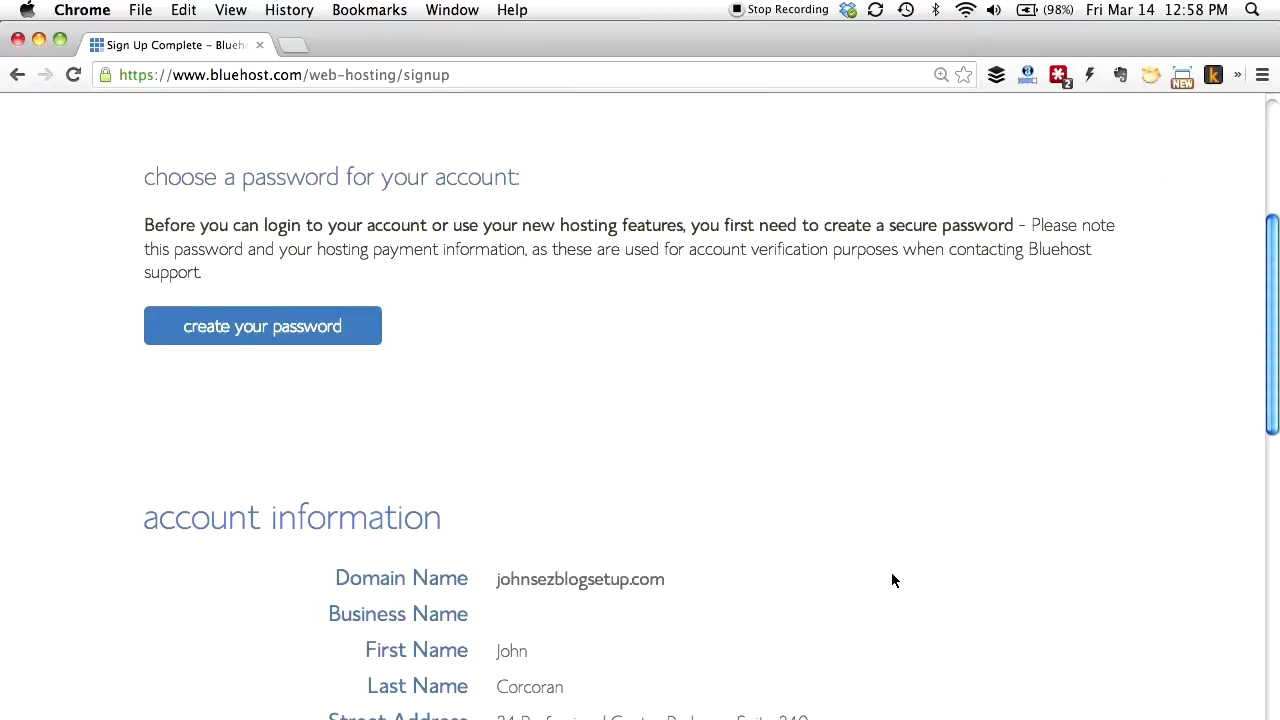 Chrome File Edit View History Bookmarks Window Help Stop Recording (98%) Fri Mar 14 12:58 PM
Sign Up Complete – Blueh
https://www.bluehost.com/web-hosting/signup
2
NEW
k
»
choose a password for your account:
Before you can login to your account or use your new hosting features, you first need to create a secure password - Please note
this password and your hosting payment information, as these are used for account verification purposes when contacting Bluehost
support.
create your password
account information
Domain Name johnsezblogsetup.com
Business Name
First Name John
Last Name Corcoran
Street Address